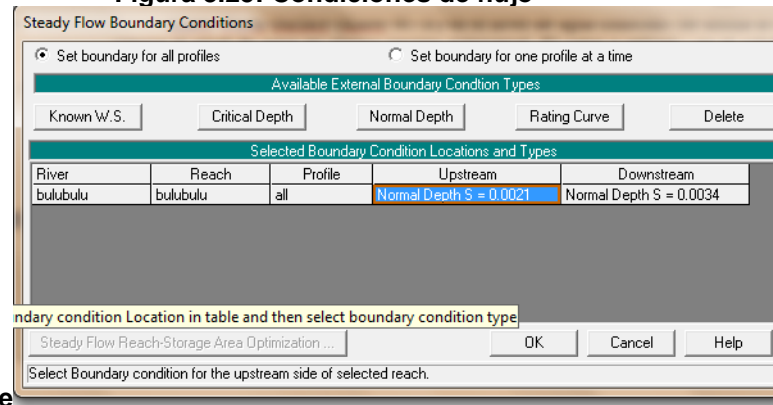 Steady Flow Boundary Conditions
Set boundary for all profiles Set boundary for one profile at a time
Available External Boundary Condtion Types
Known W.S. Critical Depth Normal Depth Rating Curve Delete
Selected Boundary Condition Locations and Types
River Reach Profile Upstream Downstream
bulubulu bulubulu all Normal Depth S = 0.0021 Normal Depth S = 0.0034
condition Location in table and then select boundary condition type
Steady Flow Reach-Storage Area Optimization ... OK Cancel Help
Select Boundary condition for the upstream side of selected reach.
e